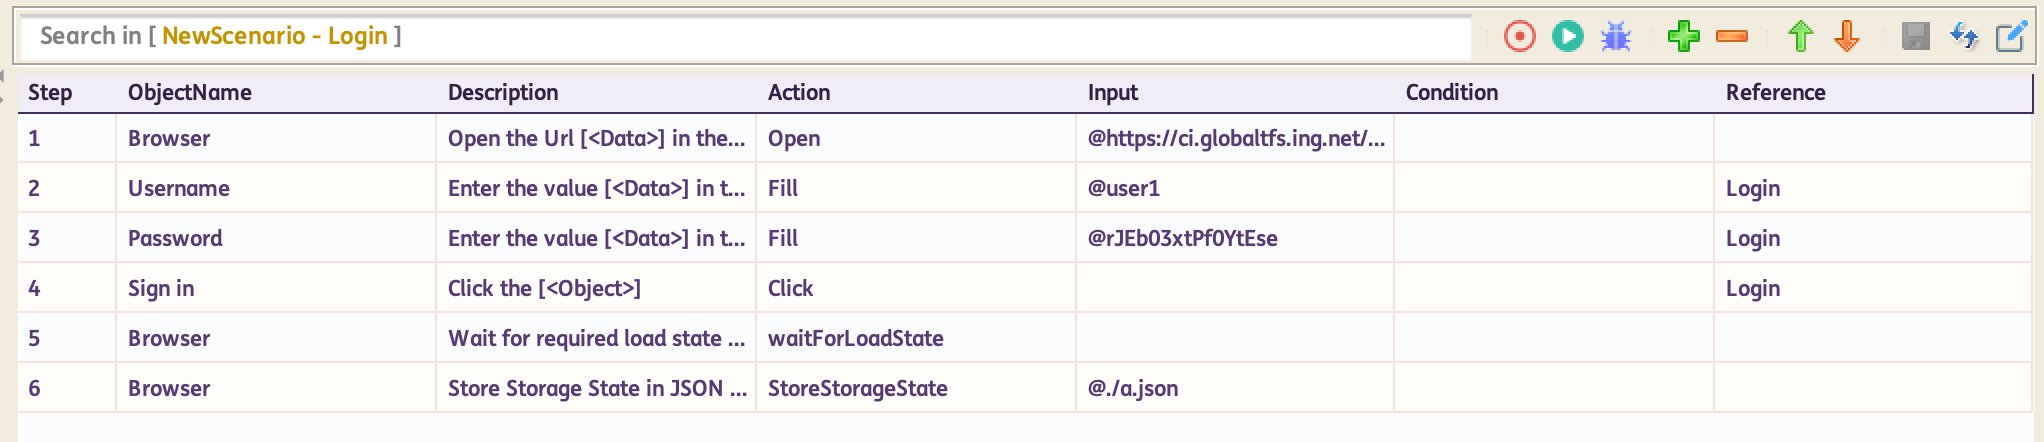 Search in [ NewScenario - Login ]
Step ObjectName Description Action Input Condition Reference
1 Browser Open the Url [<Data>] in the... Open @https://ci.globaltfs.ing.net/...
2 Username Enter the value [<Data>] in t... Fill @user1 Login
3 Password Enter the value [<Data>] in t... Fill @rJEb03xtPf0YtEse Login
4 Sign in Click the [<Object>] Click Login
5 Browser Wait for required load state ... waitForLoadState
6 Browser Store Storage State in JSON ... StoreStorageState @./a.json